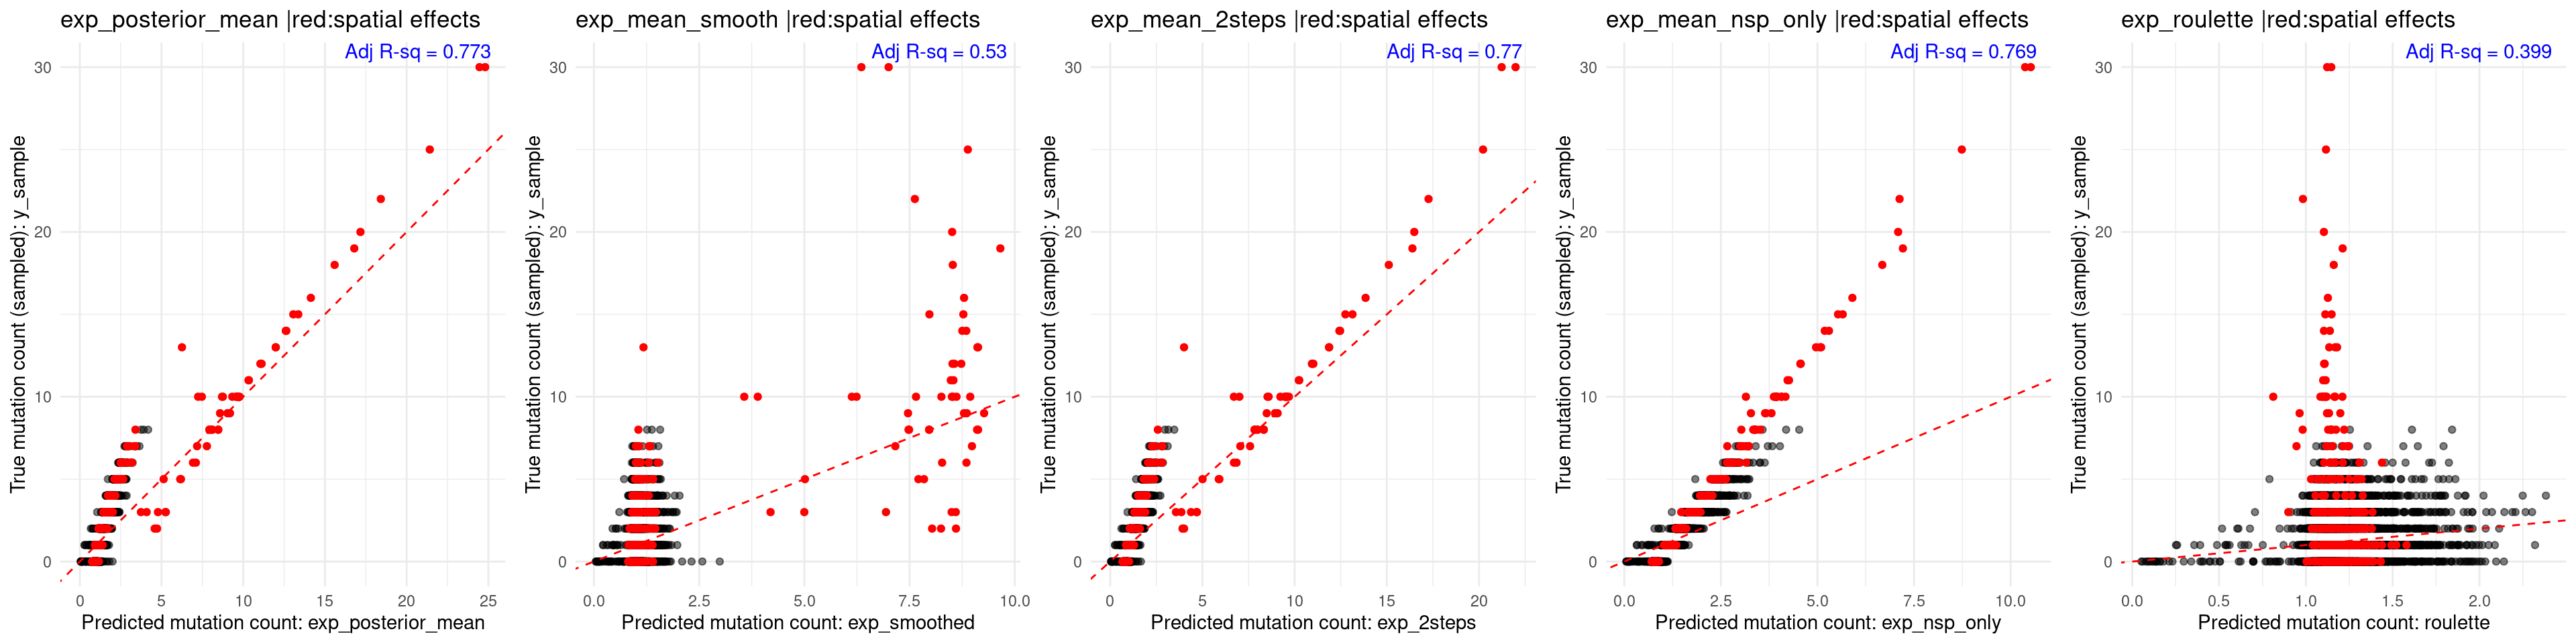 exp_posterior_mean |red:spatial effects
Adj R-sq = 0.773
True mutation count (sampled): y_sample
30
20
10
0
0 5 10 15 20 25
Predicted mutation count: exp_posterior_mean
exp_mean_smooth |red:spatial effects
Adj R-sq = 0.53
True mutation count (sampled): y_sample
30
20
10
0
0.0 2.5 5.0 7.5 10.0
Predicted mutation count: exp_smoothed
exp_mean_2steps |red:spatial effects
Adj R-sq = 0.77
True mutation count (sampled): y_sample
30
20
10
0
0 5 10 15 20
Predicted mutation count: exp_2steps
exp_mean_nsp_only |red:spatial effects
Adj R-sq = 0.769
True mutation count (sampled): y_sample
30
20
10
0
0.0 2.5 5.0 7.5 10.0
Predicted mutation count: exp_nsp_only
exp_roulette |red:spatial effects
Adj R-sq = 0.399
True mutation count (sampled): y_sample
30
20
10
0
0.0 0.5 1.0 1.5 2.0
Predicted mutation count: roulette